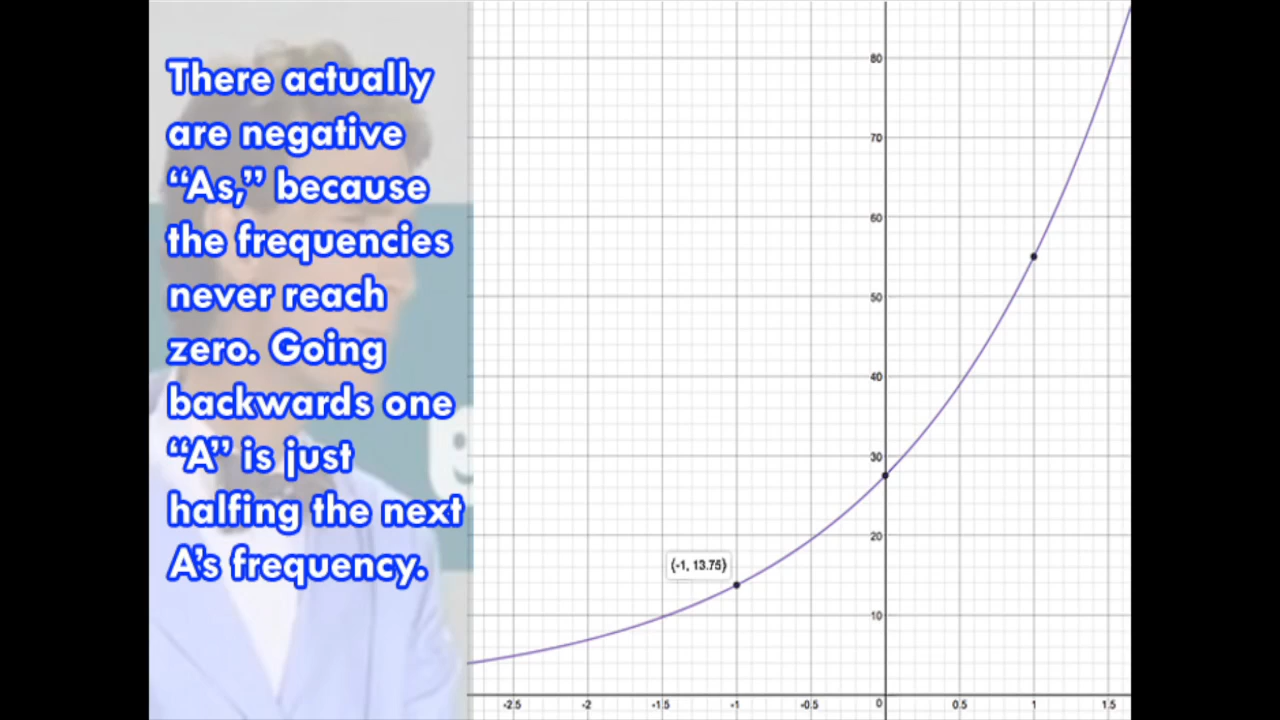 There actually
are negative
“As,” because
the frequencies
never reach
zero. Going
backwards one
“A” is just
halfing the next
A's frequency.
80
70
60
50
40
30
20
10
(-1, 13.75)
-2.5
-2
-1.5
-1
-0.5
0
0.5
1
1.5